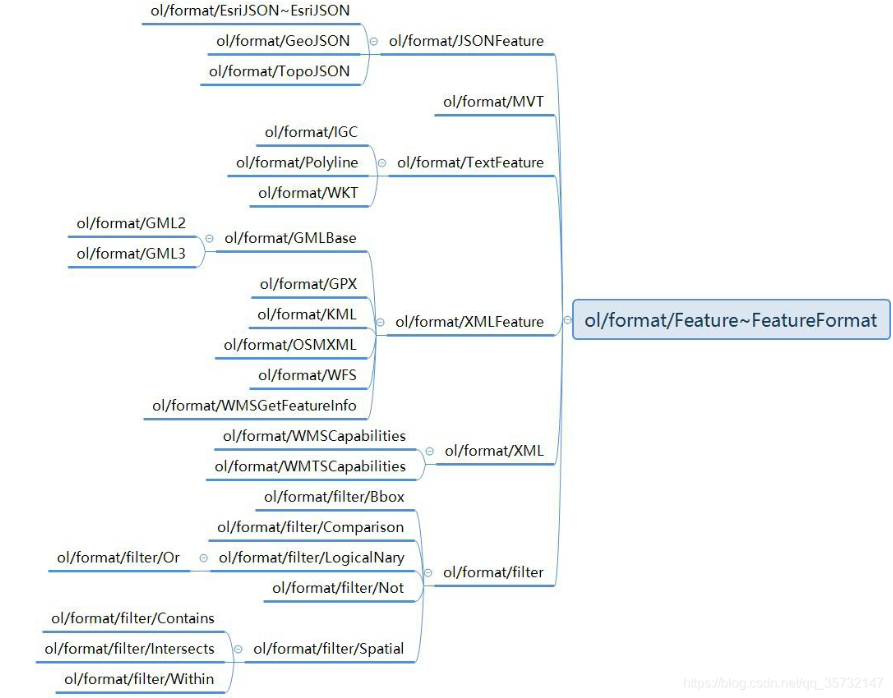 ol/format/EsriJSON~EsriJSON
ol/format/GeoJSON
ol/format/JSONFeature
ol/format/TopoJSON
ol/format/MVT
ol/format/IGC
ol/format/Polyline
ol/format/TextFeature
ol/format/WKT
ol/format/GML2
ol/format/GMLBase
ol/format/GML3
ol/format/GPX
ol/format/KML
ol/format/XMLFeature
ol/format/Feature~FeatureFormat
ol/format/OSMXML
ol/format/WFS
ol/format/WMSGetFeatureInfo
ol/format/WMSCapabilities
ol/format/XML
ol/format/WMTSCapabilities
ol/format/filter/Bbox
ol/format/filter/Comparison
ol/format/filter/Or
ol/format/filter/LogicalNary
ol/format/filter
ol/format/filter/Not
ol/format/filter/Contains
ol/format/filter/Intersects
ol/format/filter/Spatial
ol/format/filter/Within
https://blog.csdn.net/qq_35732147